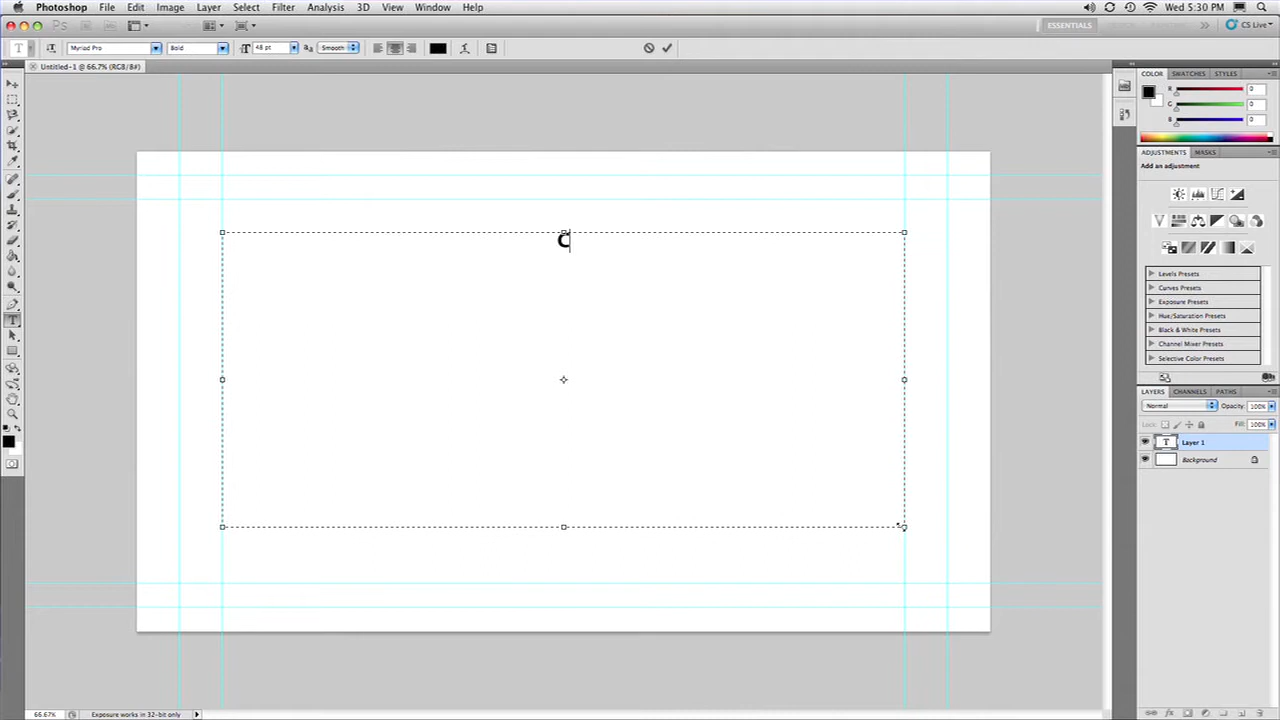 Photoshop File Edit Image Layer Select Filter Analysis 3D View Window Help Wed 5:30 PM
Ps ESSENTIALS CS Live
T Myriad Pro Bold 48 pt Smooth
Untitled-1 @ 66.7% (RGB/8#)
COLOR SWATCHES STYLES
R 0
G 0
B 0
ADJUSTMENTS MASKS
Add an adjustment
C
Levels Presets
Curves Presets
Exposure Presets
Hue/Saturation Presets
Black & White Presets
Channel Mixer Presets
Selective Color Presets
LAYERS CHANNELS PATHS
Normal Opacity: 100%
Lock: Fill: 100%
T Layer 1
Background
66.67% Exposure works in 32-bit only